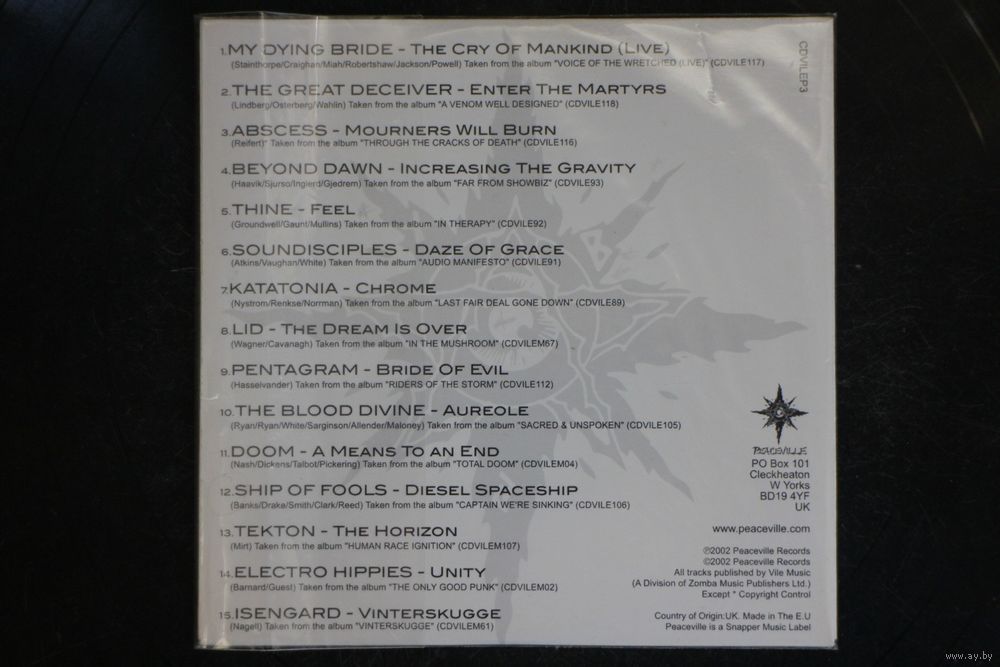 1.MY DYING BRIDE - THE CRY OF MANKIND (LIVE)
(Stainthorpe/Craighan/Miah/Robertshaw/Jackson/Powell) Taken from the album "VOICE OF THE WRETCHED (LIVE)" (CDVILE117)
2.THE GREAT DECEIVER - ENTER THE MARTYRS
(Lindberg/Osterberg/Wahlin) Taken from the album "A VENOM WELL DESIGNED" (CDVILE118)
3.ABSCESS - MOURNERS WILL BURN
(Reifert)* Taken from the album "THROUGH THE CRACKS OF DEATH" (CDVILE116)
4.BEYOND DAWN - INCREASING THE GRAVITY
(Haavik/Sjurso/Ingierd/Gjedrem) Taken from the album "FAR FROM SHOWBIZ" (CDVILE93)
5.THINE - FEEL
(Groundwell/Gaunt/Mullins) Taken from the album "IN THERAPY" (CDVILE92)
6.SOUNDISCIPLES - DAZE OF GRACE
(Atkins/Vaughan/White) Taken from the album "AUDIO MANIFESTO" (CDVILE91)
7.KATATONIA - CHROME
(Nystrom/Renkse/Norrman) Taken from the album "LAST FAIR DEAL GONE DOWN" (CDVILE89)
8.LID - THE DREAM IS OVER
(Wagner/Cavanagh) Taken from the album "IN THE MUSHROOM" (CDVILEM67)
9.PENTAGRAM - BRIDE OF EVIL
(Hasselvander) Taken from the album "RIDERS OF THE STORM" (CDVILE112)
10.THE BLOOD DIVINE - AUREOLE
(Ryan/Ryan/White/Sarginson/Allender/Maloney) Taken from the album "SACRED & UNSPOKEN" (CDVILE105)
11.DOOM - A MEANS TO AN END
(Nash/Dickens/Talbot/Pickering) Taken from the album "TOTAL DOOM" (CDVILEM04)
12.SHIP OF FOOLS - DIESEL SPACESHIP
(Banks/Drake/Smith/Clark/Reed) Taken from the album "CAPTAIN WE'RE SINKING" (CDVILE106)
13.TEKTON - THE HORIZON
(Mirt) Taken from the album "HUMAN RACE IGNITION" (CDVILEM107)
14.ELECTRO HIPPIES - UNITY
(Barnard/Guest) Taken from the album "THE ONLY GOOD PUNK" (CDVILEM02)
15.ISENGARD - VINTERSKUGGE
(Nagell) Taken from the album "VINTERSKUGGE" (CDVILEM61)
CDVILEP3
PEACEVILLE
PO Box 101
Cleckheaton
W Yorks
BD19 4YF
UK
www.peaceville.com
℗2002 Peaceville Records
©2002 Peaceville Records
All tracks published by Vile Music
(A Division of Zomba Music Publishers Ltd.)
Except * Copyright Control
Country of Origin:UK. Made in The E.U
Peaceville is a Snapper Music Label
www.ay.by